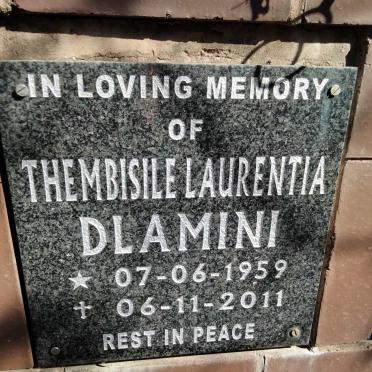 IN LOVING MEMORY
OF
THEMBISILE LAURENTIA
DLAMINI
★ 07-06-1959
✝ 06-11-2011
REST IN PEACE